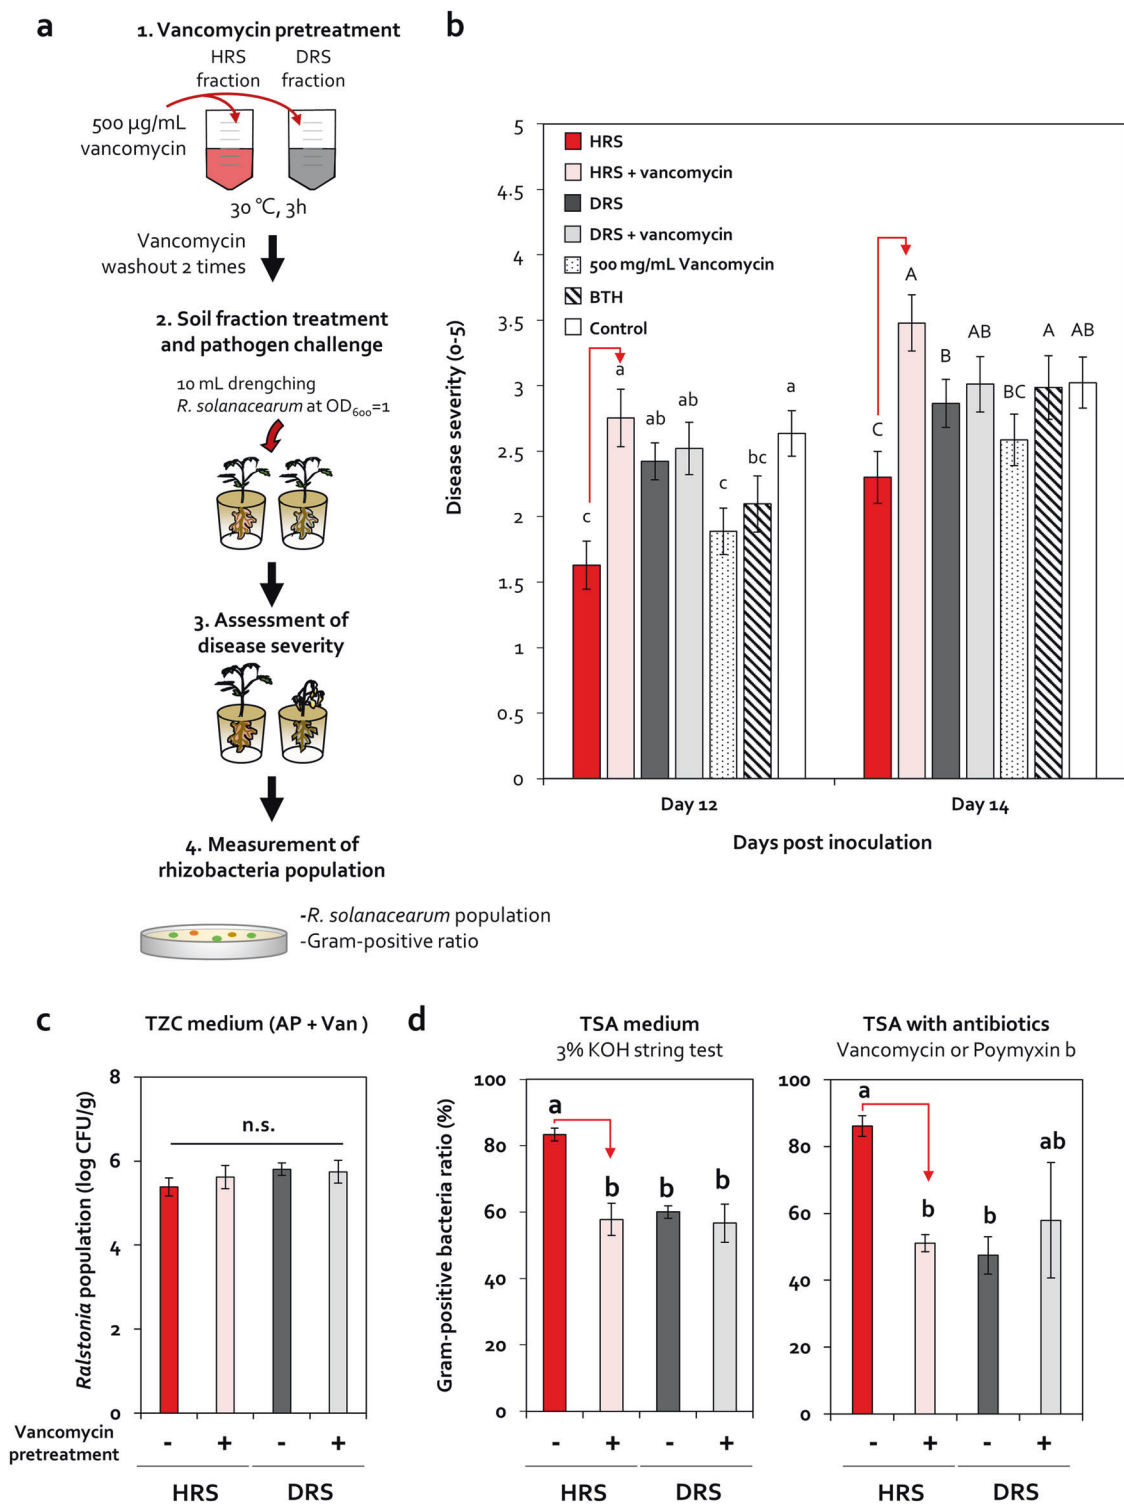 a
1. Vancomycin pretreatment
HRS
fraction
DRS
fraction
500 µg/mL
vancomycin
30 °C, 3h
Vancomycin
washout 2 times
2. Soil fraction treatment
and pathogen challenge
10 mL drengching
R. solanacearum at OD600=1
3. Assessment of
disease severity
4. Measurement of
rhizobacteria population
-R. solanacearum population
-Gram-positive ratio
b
Disease severity (0-5)
5
4.5
4
3.5
3
2.5
2
1.5
1
0.5
0
HRS
HRS + vancomycin
DRS
DRS + vancomycin
500 mg/mL Vancomycin
BTH
Control
c
a
ab
ab
c
bc
a
C
A
B
AB
BC
A
AB
Day 12
Day 14
Days post inoculation
c
TZC medium (AP + Van )
Ralstonia population (log CFU/g)
8
6
4
2
0
n.s.
Vancomycin
pretreatment
-
+
-
+
HRS
DRS
d
TSA medium
3% KOH string test
Gram-positive bacteria ratio (%)
100
80
60
40
20
0
a
b
b
b
-
+
-
+
HRS
DRS
TSA with antibiotics
Vancomycin or Poymyxin b
100
80
60
40
20
0
a
b
b
ab
-
+
-
+
HRS
DRS